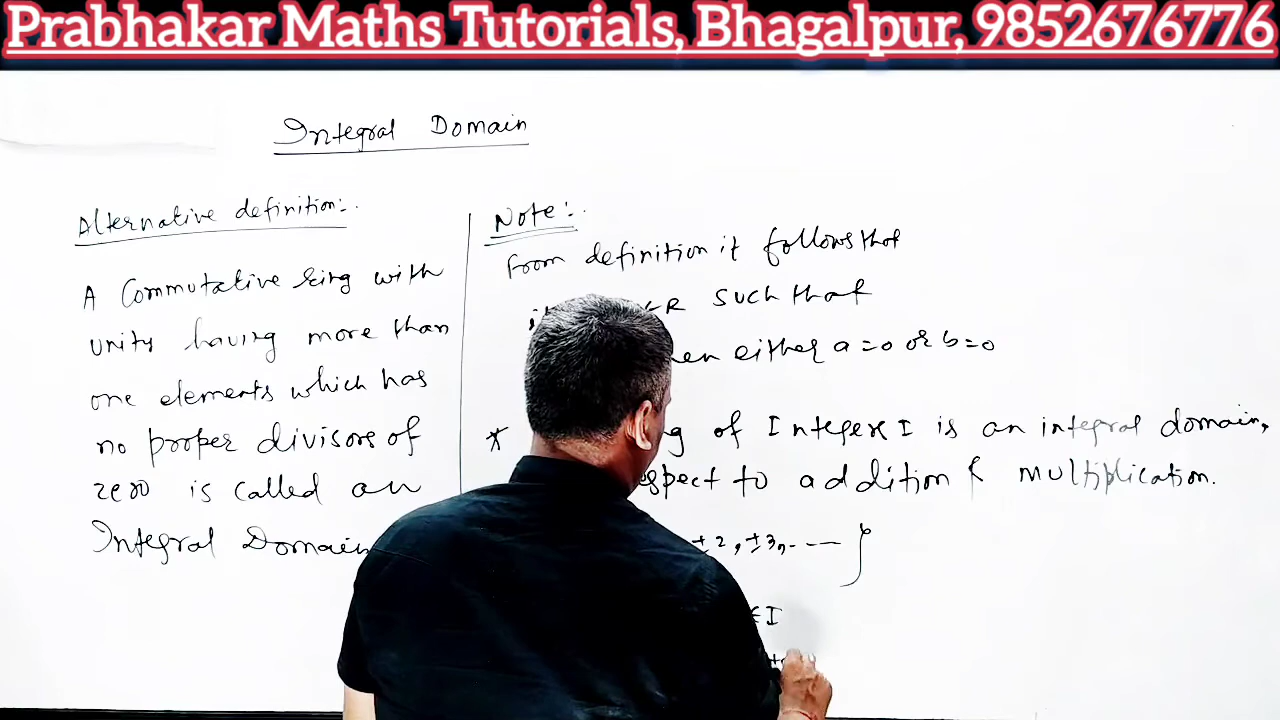 Prabhakar Maths Tutorials, Bhagalpur, 9852676776
Integral Domain
Alternative definition:-
A Commutative ring with
unity having more than
one elements which has
no proper divisors of
zero is called an
Integral Domain
Note:-
From definition it follows that
such that
either a=0 or b=0
* of Integers I is an integral domain,
to addition & multiplication.
±2, ±3, ---- }
∈I